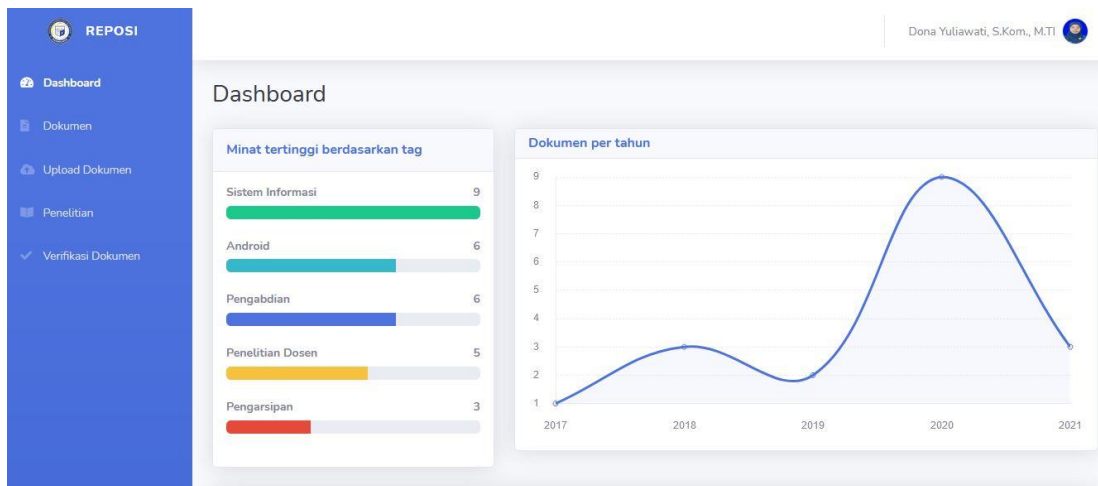 REPOSI
Dona Yuliawati, S.Kom., M.TI
Dashboard
Dokumen
Upload Dokumen
Penelitian
Verifikasi Dokumen
Dashboard
Minat tertinggi berdasarkan tag
Sistem Informasi 9
Android 6
Pengabdian 6
Penelitian Dosen 5
Pengarsipan 3
Dokumen per tahun
9
8
7
6
5
4
3
2
1
2017 2018 2019 2020 2021